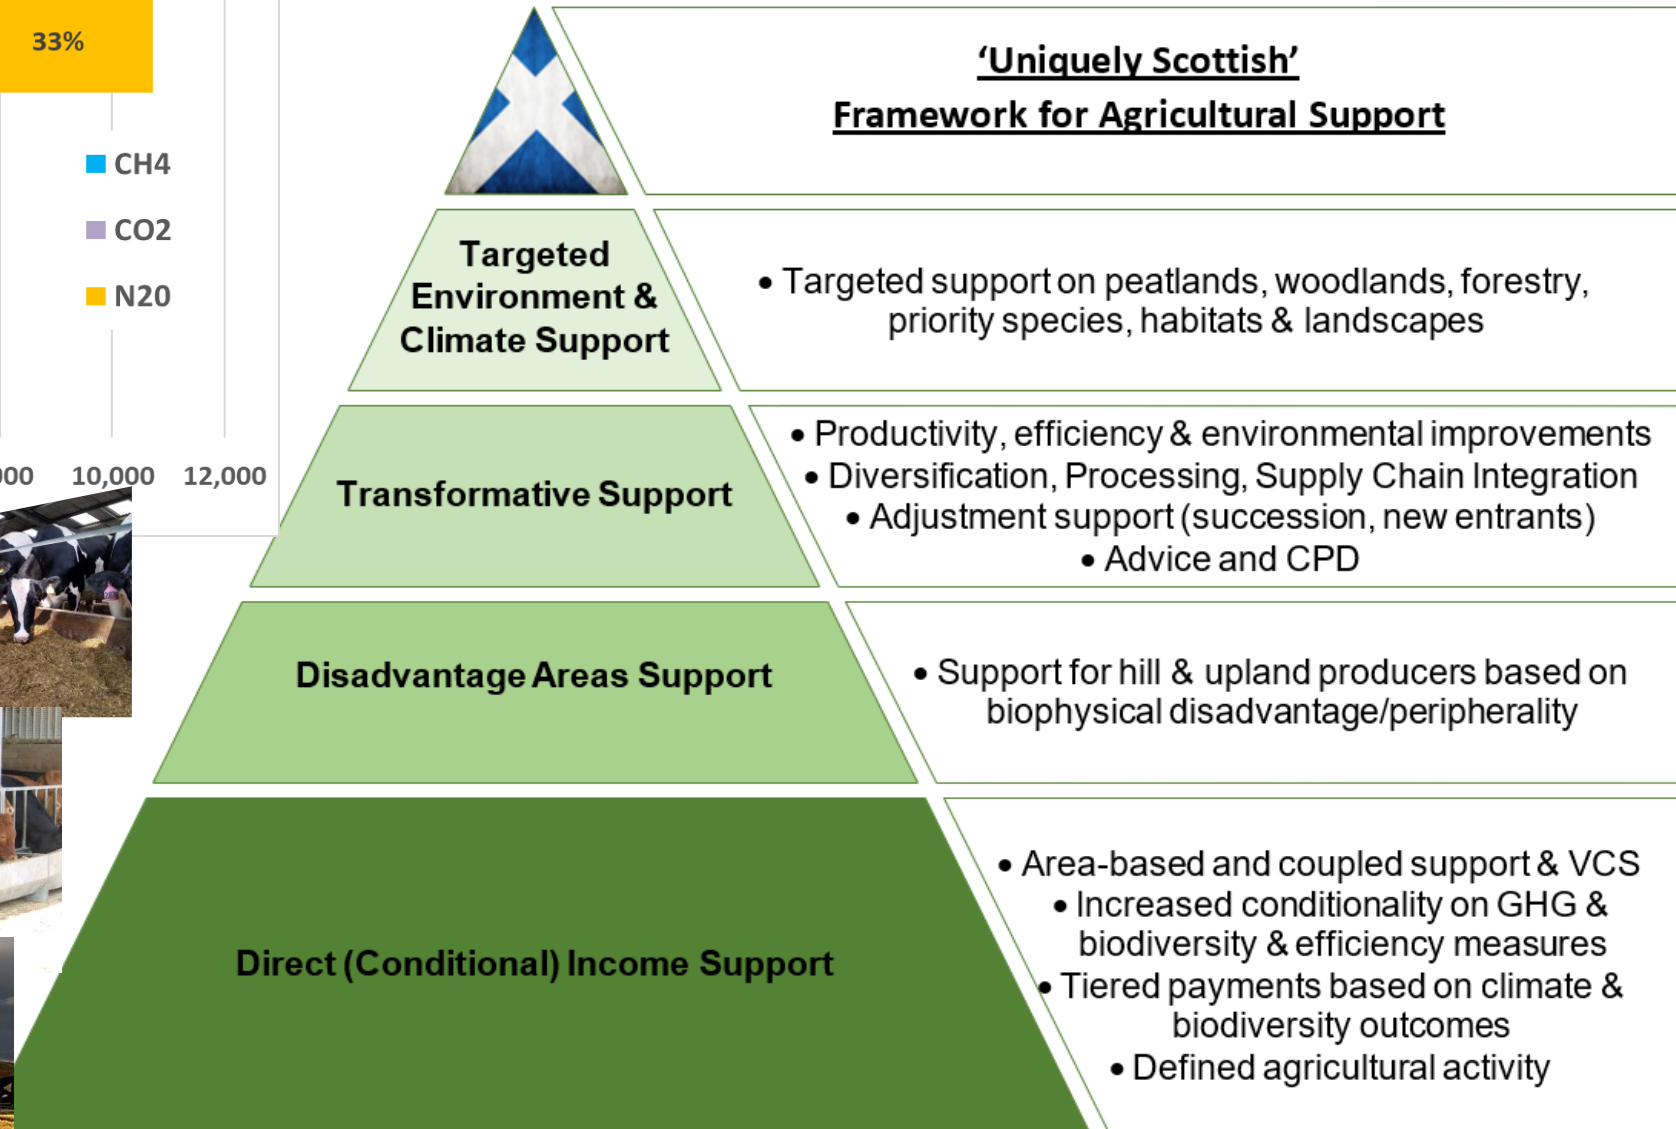 33%
CH4
CO2
N20
10,000
12,000
'Uniquely Scottish'
Framework for Agricultural Support
Targeted
Environment &
Climate Support
• Targeted support on peatlands, woodlands, forestry,
priority species, habitats & landscapes
Transformative Support
• Productivity, efficiency & environmental improvements
• Diversification, Processing, Supply Chain Integration
• Adjustment support (succession, new entrants)
• Advice and CPD
Disadvantage Areas Support
• Support for hill & upland producers based on
biophysical disadvantage/peripherality
Direct (Conditional) Income Support
• Area-based and coupled support & VCS
• Increased conditionality on GHG &
biodiversity & efficiency measures
• Tiered payments based on climate &
biodiversity outcomes
• Defined agricultural activity